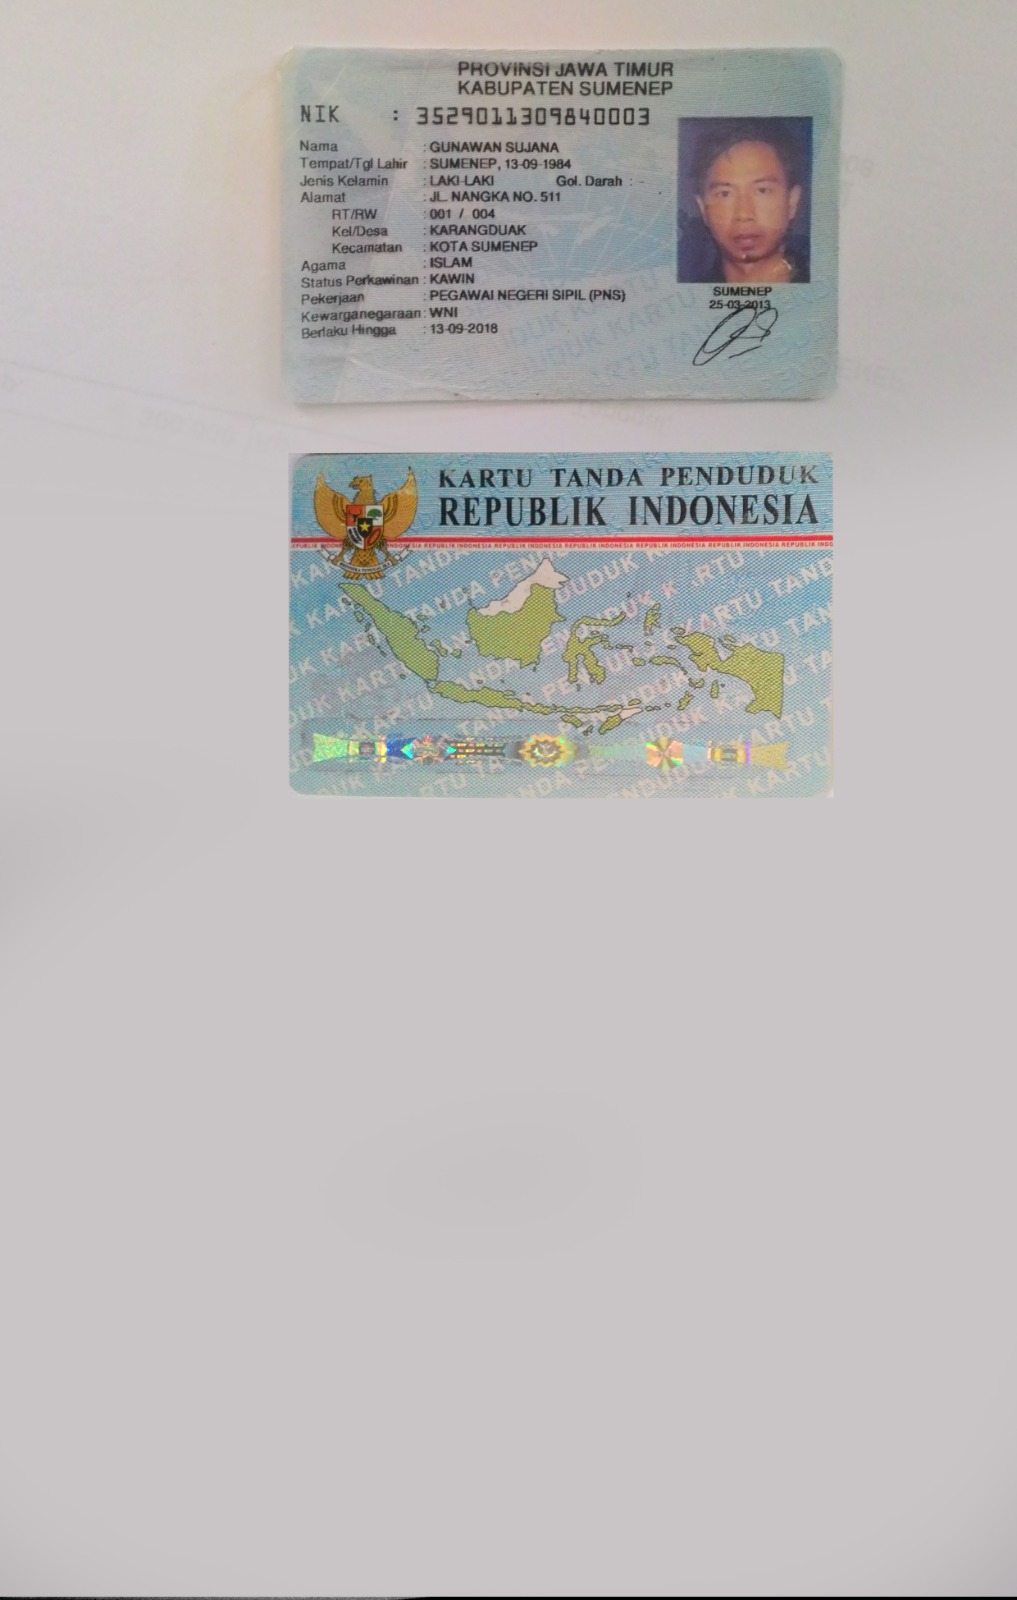 PROVINSI JAWA TIMUR
KABUPATEN SUMENEP
NIK : 3529011309840003
Nama : GUNAWAN SUJANA
Tempat/Tgl Lahir : SUMENEP, 13-09-1984
Jenis Kelamin : LAKI-LAKI Gol. Darah : -
Alamat : JL. NANGKA NO. 511
RT/RW : 001 / 004
Kel/Desa : KARANGDUAK
Kecamatan : KOTA SUMENEP
Agama : ISLAM
Status Perkawinan : KAWIN
Pekerjaan : PEGAWAI NEGERI SIPIL (PNS)
Kewarganegaraan : WNI
Berlaku Hingga : 13-09-2018
SUMENEP
25-03-2013
KARTU TANDA PENDUDUK
REPUBLIK INDONESIA